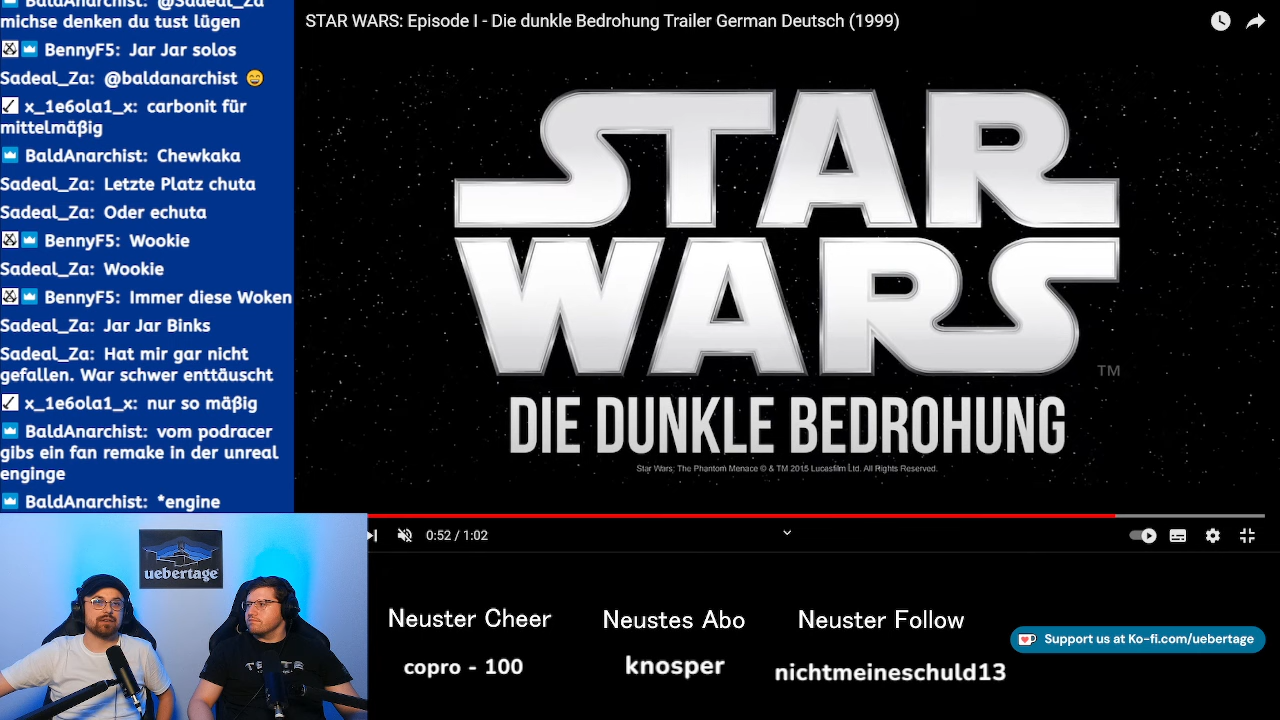 BaldAnarchist: @Sadeal_Za
michse denken du tust lügen
BennyF5: Jar Jar solos
Sadeal_Za: @baldanarchist 😄
x_1e6ola1_x: carbonit für
mittelmäßig
BaldAnarchist: Chewkaka
Sadeal_Za: Letzte Platz chuta
Sadeal_Za: Oder echuta
BennyF5: Wookie
Sadeal_Za: Wookie
BennyF5: Immer diese Woken
Sadeal_Za: Jar Jar Binks
Sadeal_Za: Hat mir gar nicht
gefallen. War schwer enttäuscht
x_1e6ola1_x: nur so mäßig
BaldAnarchist: vom podracer
gibs ein fan remake in der unreal
enginge
BaldAnarchist: *engine
STAR WARS: Episode I - Die dunkle Bedrohung Trailer German Deutsch (1999)
STAR
WARS
TM
DIE DUNKLE BEDROHUNG
Star Wars: The Phantom Menace © & TM 2015 Lucasfilm Ltd. All Rights Reserved.
0:52 / 1:02
uebertage
Neuster Cheer
copro - 100
Neustes Abo
knosper
Neuster Follow
nichtmeineschuld13
Support us at Ko-fi.com/uebertage